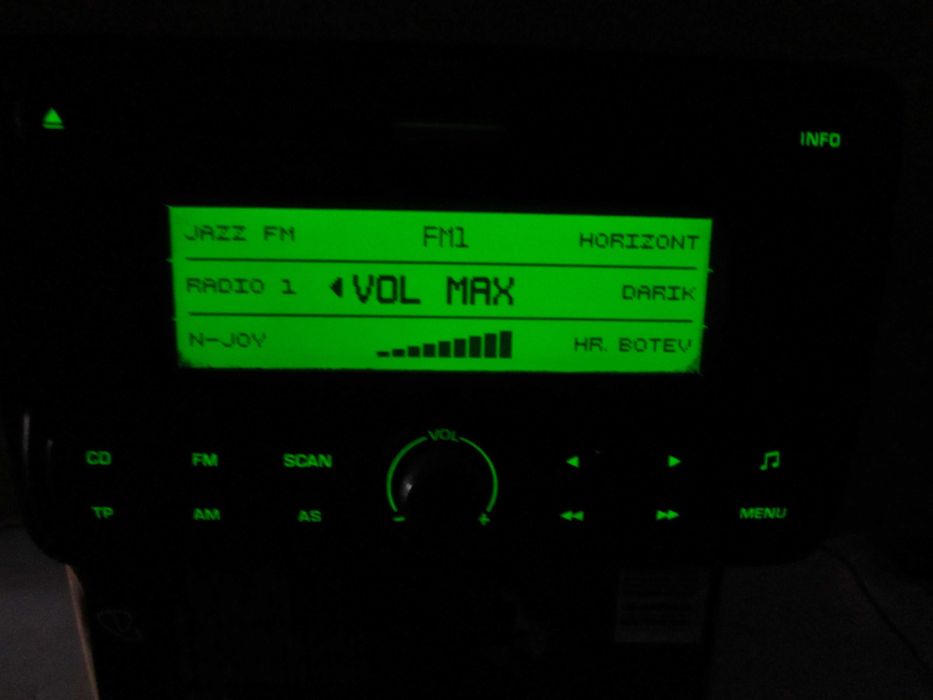 INFO
JAZZ FM FM1 HORIZONT
RADIO 1 VOL MAX DARIK
N-JOY HR. BOTEV
VOL
CD FM SCAN
- +
TP AM AS MENU